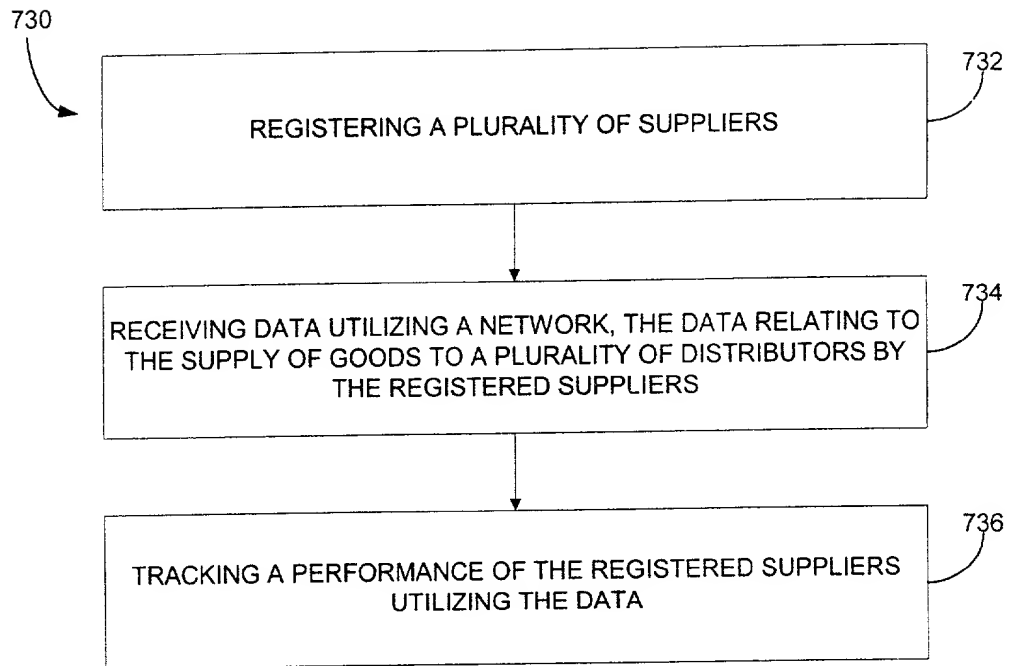 730
732
REGISTERING A PLURALITY OF SUPPLIERS
734
RECEIVING DATA UTILIZING A NETWORK, THE DATA RELATING TO
THE SUPPLY OF GOODS TO A PLURALITY OF DISTRIBUTORS BY
THE REGISTERED SUPPLIERS
736
TRACKING A PERFORMANCE OF THE REGISTERED SUPPLIERS
UTILIZING THE DATA